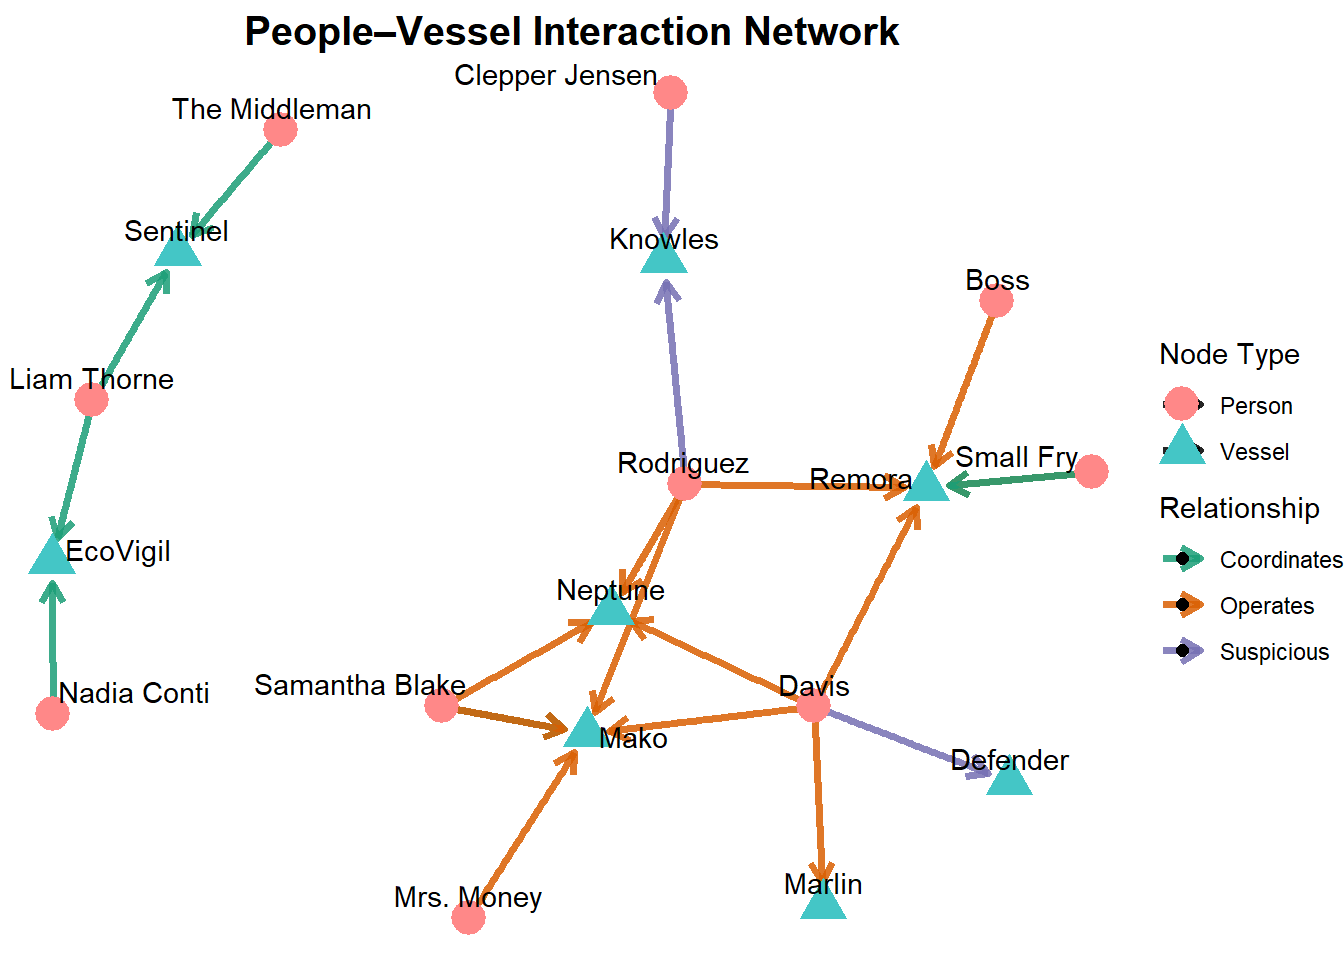 People–Vessel Interaction Network
Clepper Jensen
The Middleman
Sentinel
Knowles
Boss
Liam Thorne
Rodriguez
Remora
Small Fry
EcoVigil
Neptune
Nadia Conti
Samantha Blake
Davis
Mako
Defender
Marlin
Mrs. Money
Node Type
Person
Vessel
Relationship
Coordinates
Operates
Suspicious